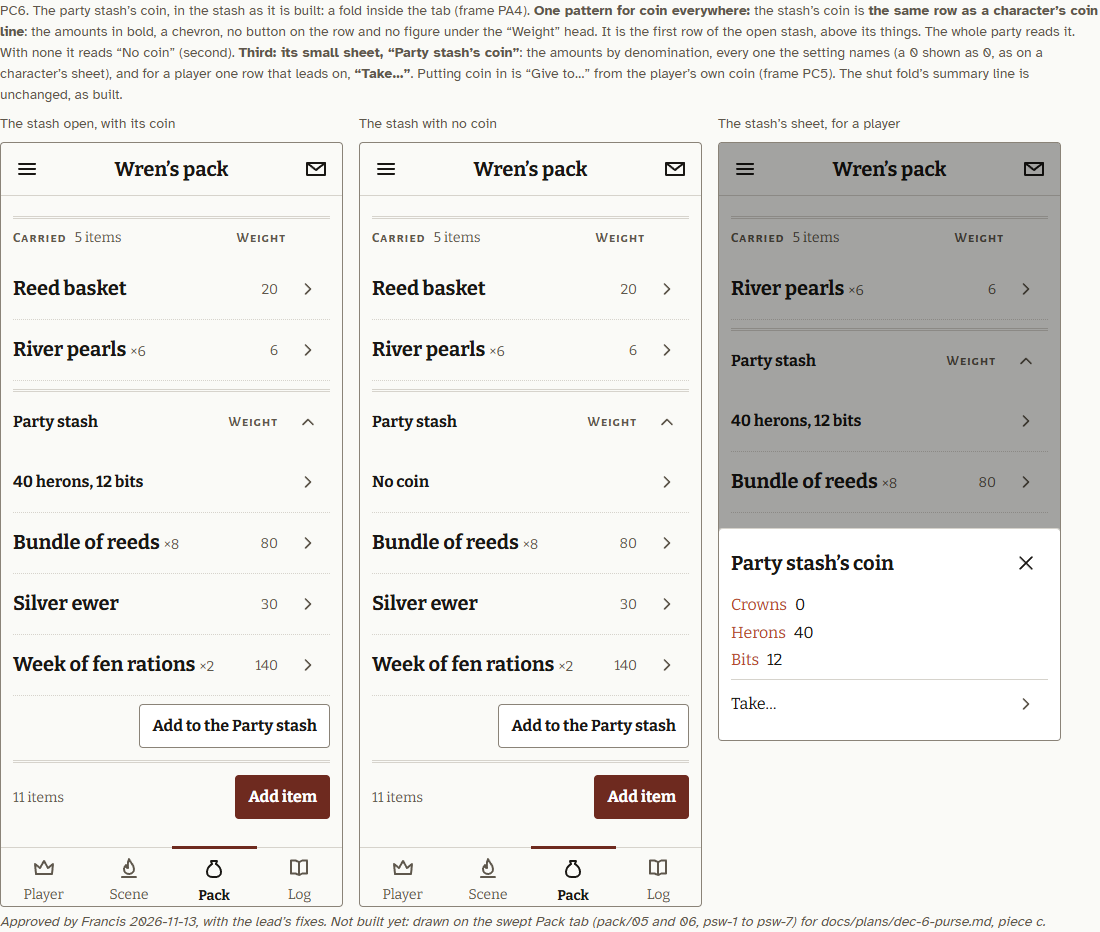 PC6. The party stash’s coin, in the stash as it is built: a fold inside the tab (frame PA4). One pattern for coin everywhere: the stash’s coin is the same row as a character’s coin
line: the amounts in bold, a chevron, no button on the row and no figure under the “Weight” head. It is the first row of the open stash, above its things. The whole party reads it.
With none it reads “No coin” (second). Third: its small sheet, “Party stash’s coin”: the amounts by denomination, every one the setting names (a 0 shown as 0, as on a
character’s sheet), and for a player one row that leads on, “Take…”. Putting coin in is “Give to…” from the player’s own coin (frame PC5). The shut fold’s summary line is
unchanged, as built.
The stash open, with its coin
Wren’s pack
Carried 5 items Weight
Reed basket 20
River pearls ×6 6
Party stash Weight
40 herons, 12 bits
Bundle of reeds ×8 80
Silver ewer 30
Week of fen rations ×2 140
Add to the Party stash
11 items Add item
Player Scene Pack Log
The stash with no coin
Wren’s pack
Carried 5 items Weight
Reed basket 20
River pearls ×6 6
Party stash Weight
No coin
Bundle of reeds ×8 80
Silver ewer 30
Week of fen rations ×2 140
Add to the Party stash
11 items Add item
Player Scene Pack Log
The stash’s sheet, for a player
Wren’s pack
Carried 5 items Weight
River pearls ×6 6
Party stash Weight
40 herons, 12 bits
Bundle of reeds ×8 80
Party stash’s coin
Crowns 0
Herons 40
Bits 12
Take…
Approved by Francis 2026-11-13, with the lead’s fixes. Not built yet: drawn on the swept Pack tab (pack/05 and 06, psw-1 to psw-7) for docs/plans/dec-6-purse.md, piece c.